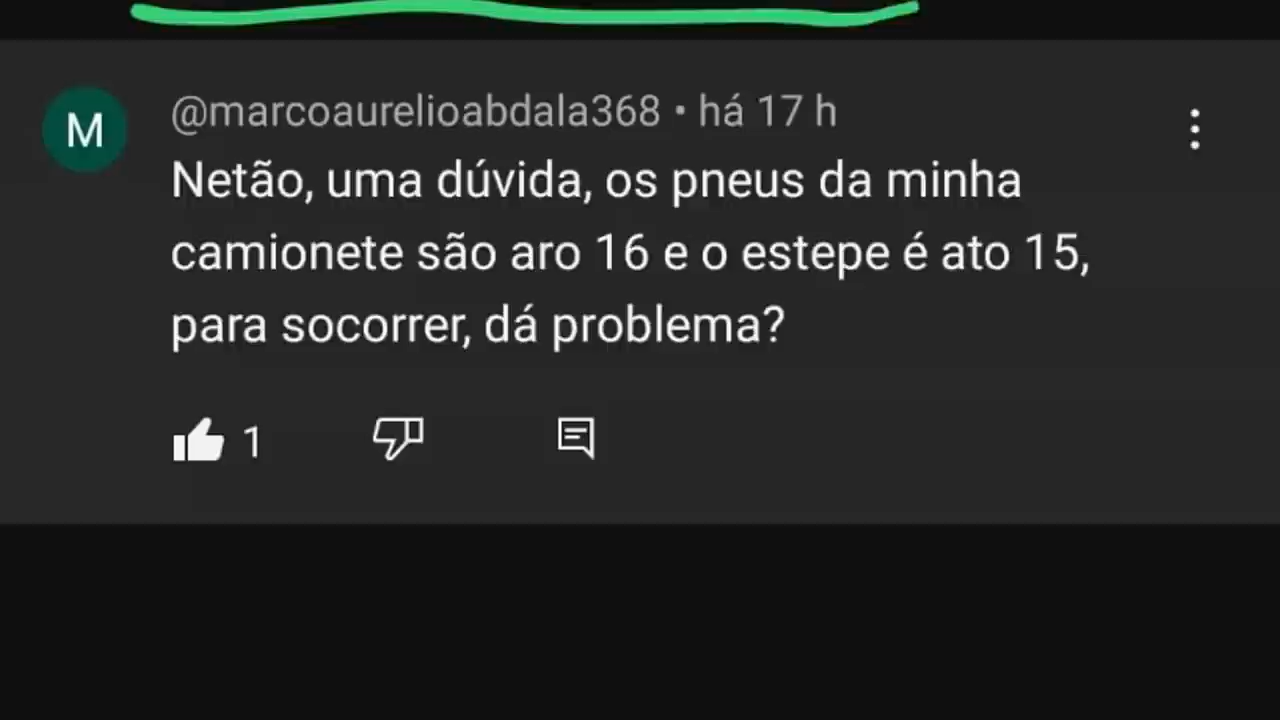 M
@marcoaurelioabdala368 • há 17 h
Netão, uma dúvida, os pneus da minha
camionete são aro 16 e o estepe é ato 15,
para socorrer, dá problema?
1